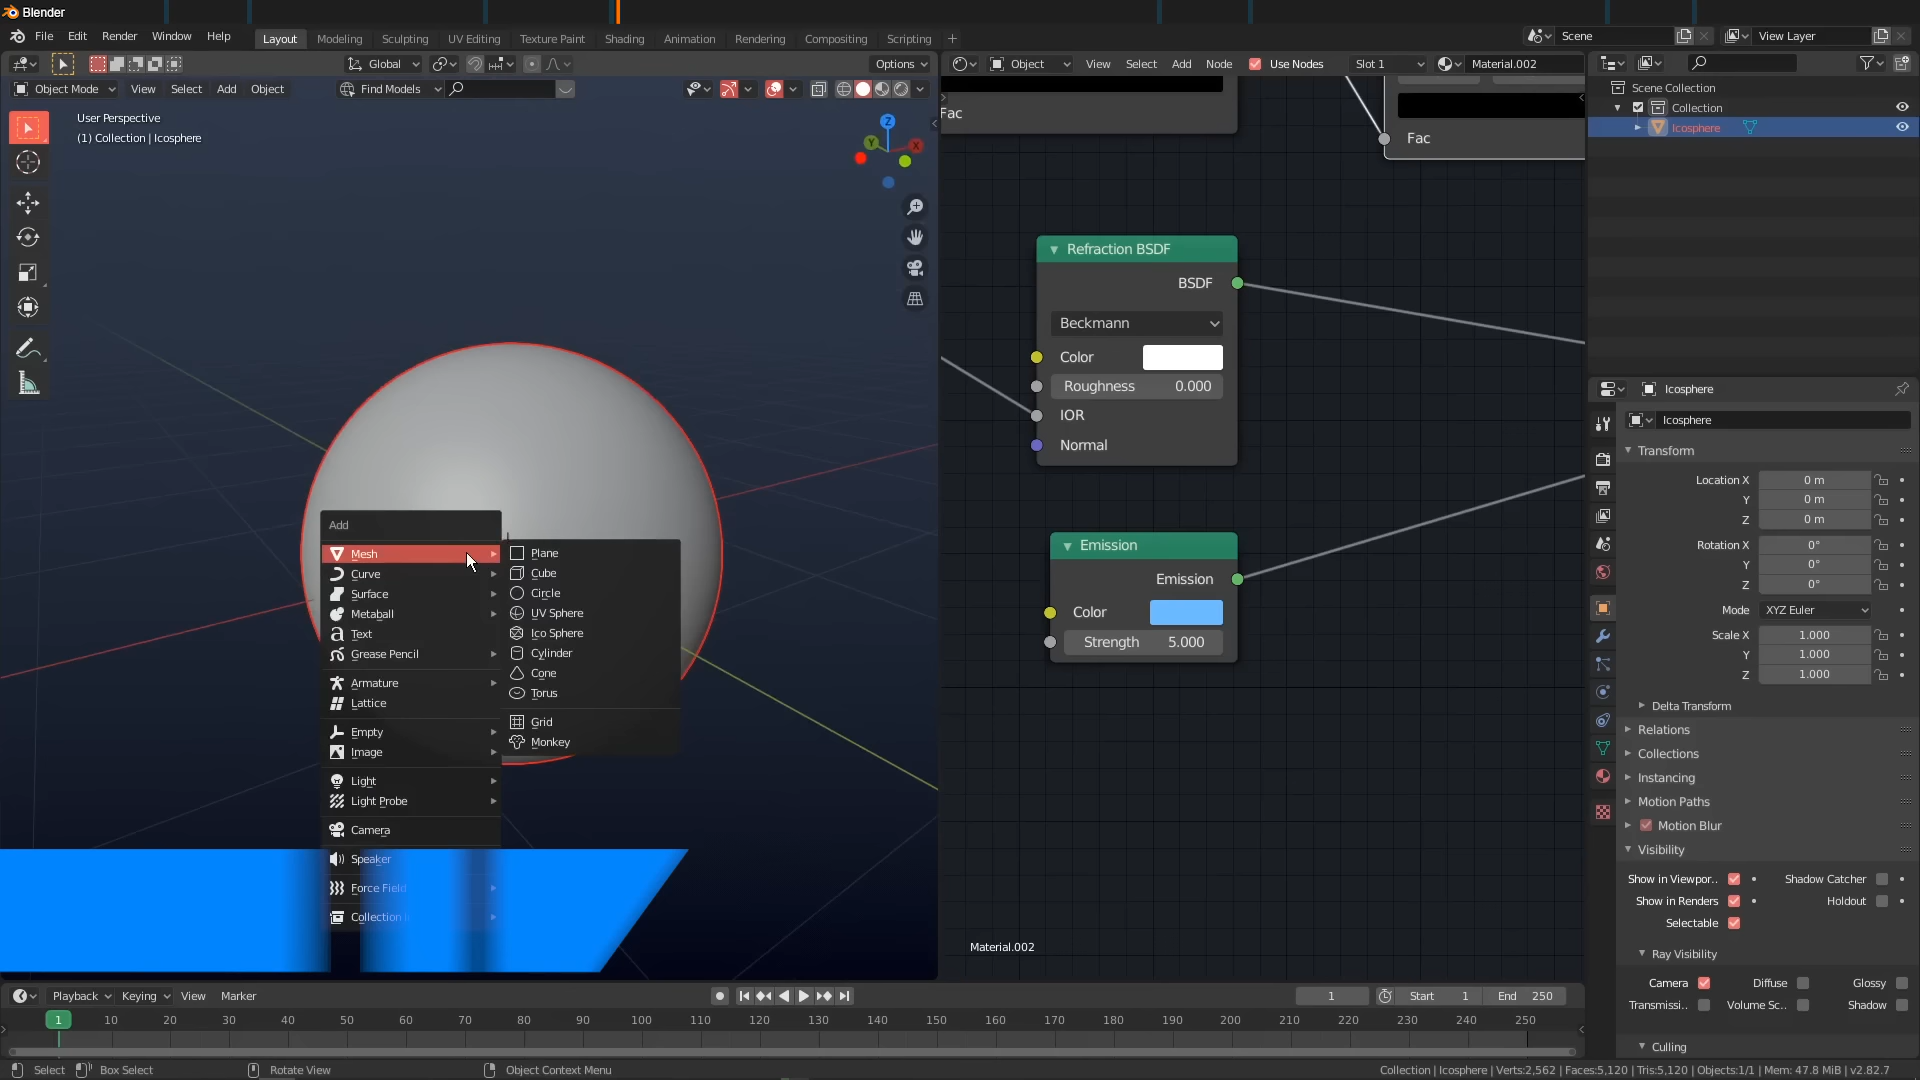 Blender
File Edit Render Window Help Layout Modeling Sculpting UV Editing Texture Paint Shading Animation Rendering Compositing Scripting + Scene View Layer
Global Options
Object Mode View Select Add Object Find Models
User Perspective
(1) Collection | Icosphere
Z
Y
X
Add
Mesh
Curve
Surface
Metaball
Text
Grease Pencil
Armature
Lattice
Empty
Image
Light
Light Probe
Camera
Speaker
Force Field
Collection
Plane
Cube
Circle
UV Sphere
Ico Sphere
Cylinder
Cone
Torus
Grid
Monkey
Object View Select Add Node Use Nodes Slot 1 Material.002
Fac
Fac
Refraction BSDF
BSDF
Beckmann
Color
Roughness 0.000
IOR
Normal
Emission
Emission
Color
Strength 5.000
Material.002
Scene Collection
Collection
Icosphere
Icosphere
Icosphere
Transform
Location X 0 m
Y 0 m
Z 0 m
Rotation X 0°
Y 0°
Z 0°
Mode XYZ Euler
Scale X 1.000
Y 1.000
Z 1.000
Delta Transform
Relations
Collections
Instancing
Motion Paths
Motion Blur
Visibility
Show in Viewpor.. Shadow Catcher
Show in Renders Holdout
Selectable
Ray Visibility
Camera Diffuse Glossy
Transmissi.. Volume Sc.. Shadow
Culling
Playback Keying View Marker 1 Start 1 End 250
1 10 20 30 40 50 60 70 80 90 100 110 120 130 140 150 160 170 180 190 200 210 220 230 240 250
Select Box Select Rotate View Object Context Menu Collection | Icosphere | Verts:2,562 | Faces:5,120 | Tris:5,120 | Objects:1/1 | Mem: 47.8 MiB | v2.82.7